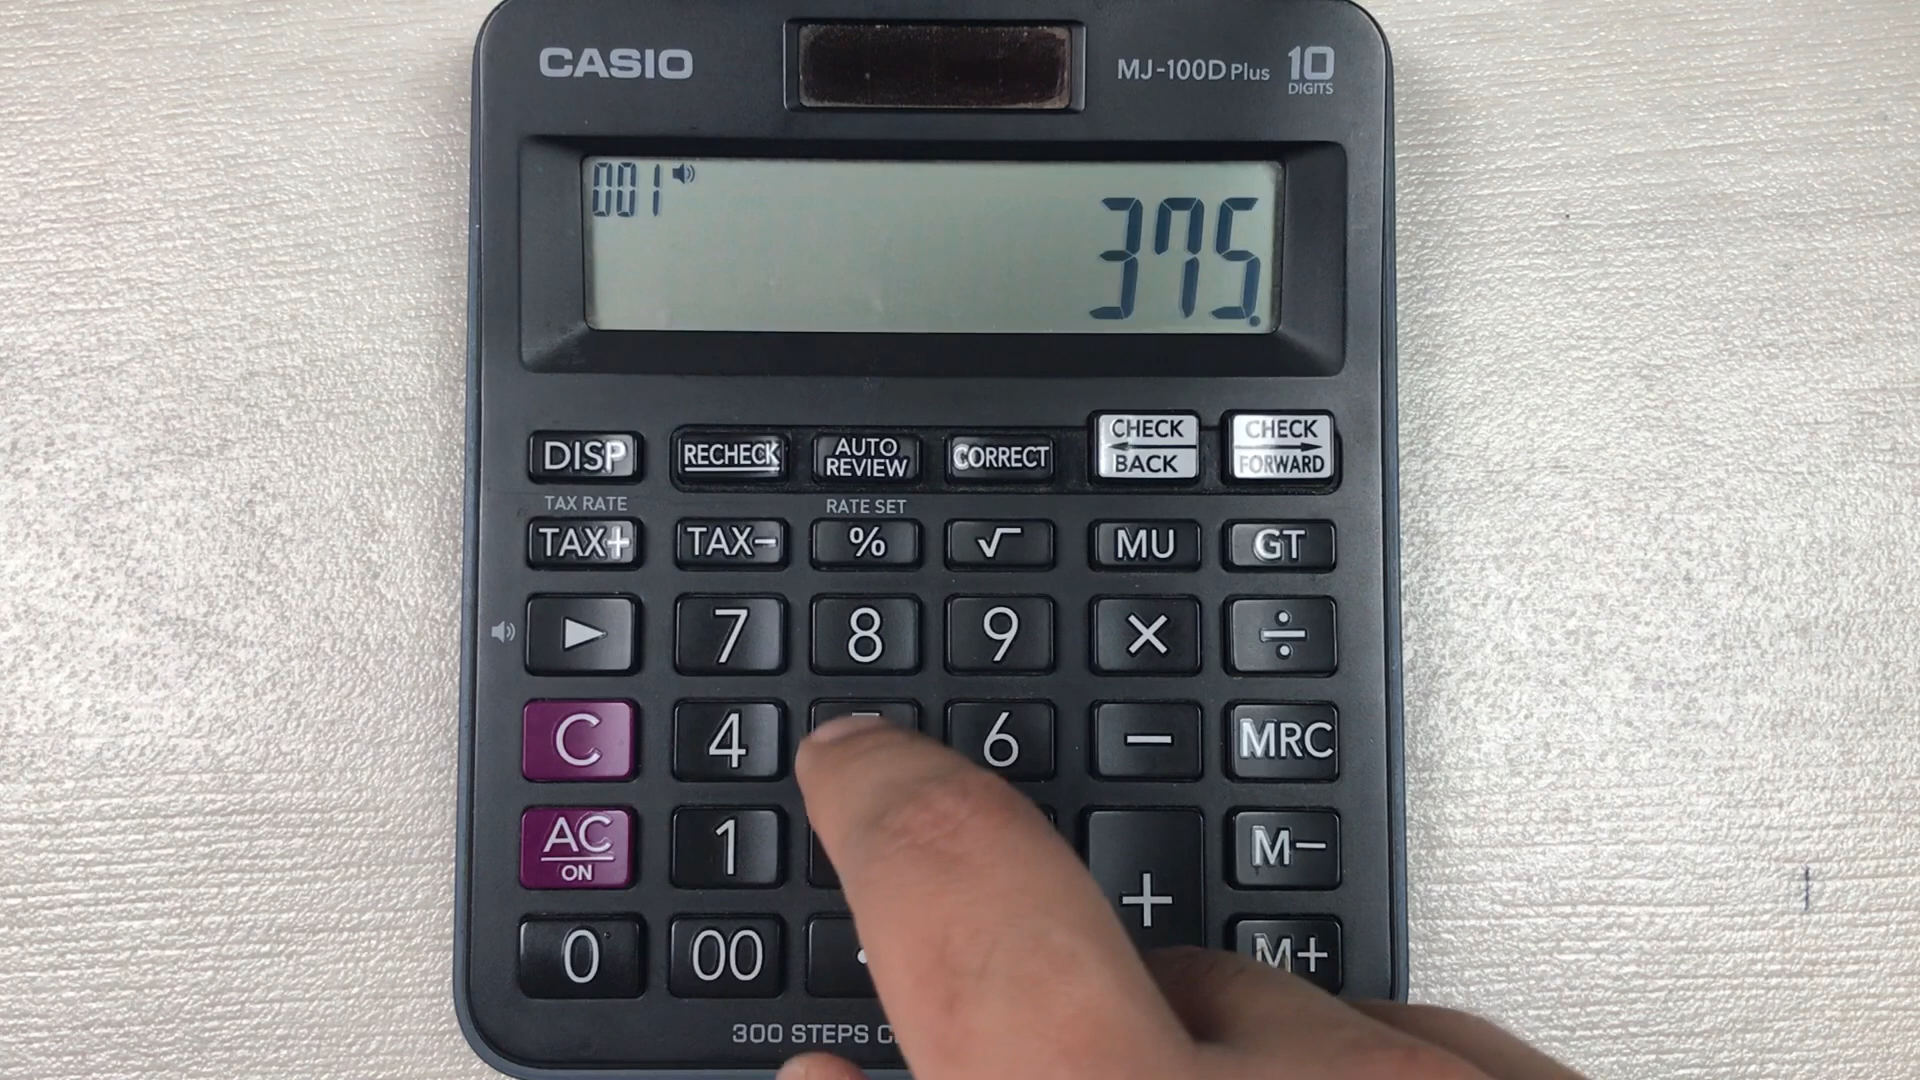 CASIO MJ-100D Plus 10 DIGITS
001
375.
DISP RECHECK AUTO REVIEW CORRECT CHECK BACK CHECK FORWARD
TAX RATE RATE SET
TAX+ TAX- % √ MU GT
7 8 9 × ÷
C 4 6 - MRC
AC ON 1 + M-
0 00 . M+
300 STEPS